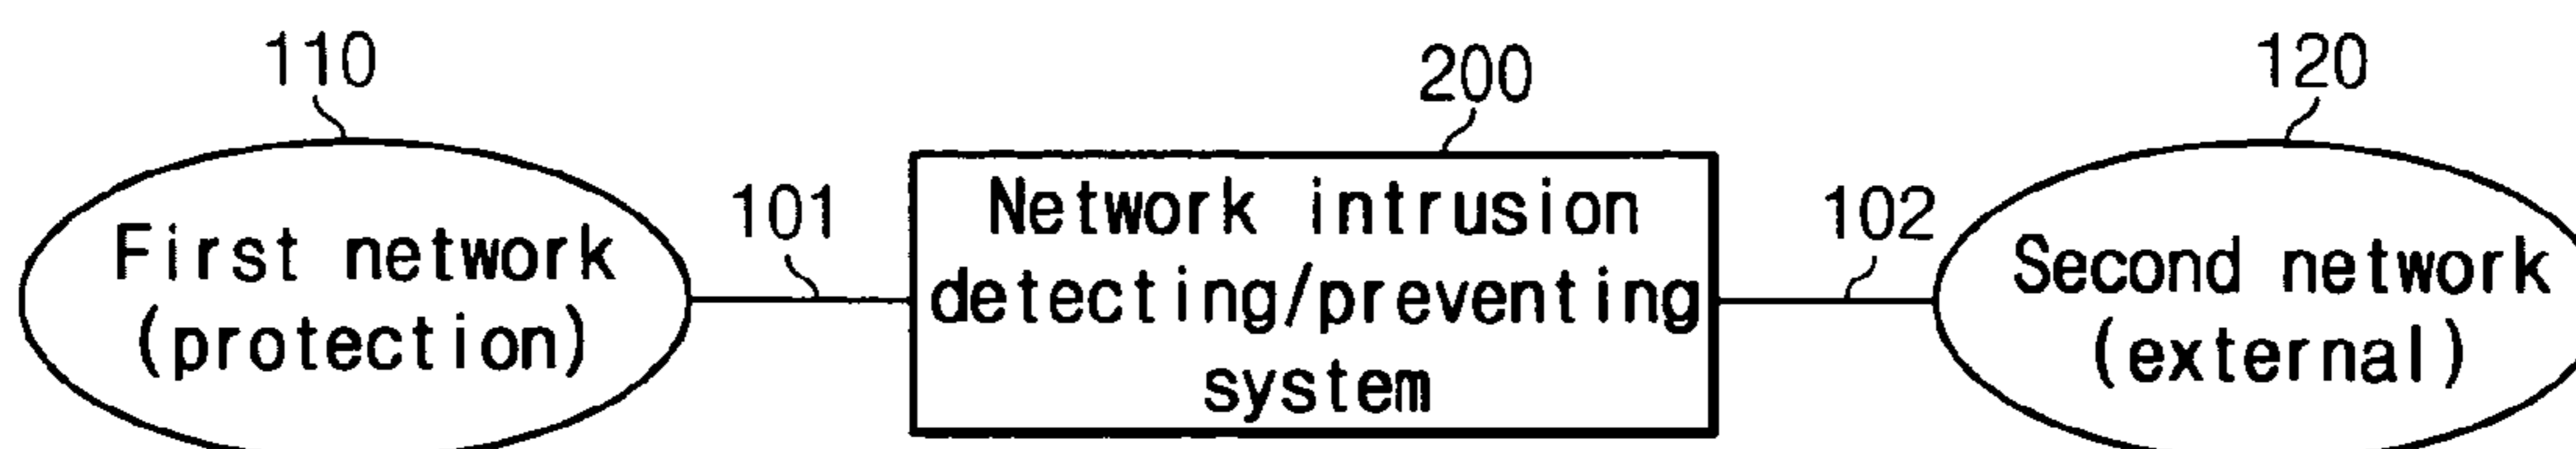 110
200
120
101
102
First network
(protection)
Network intrusion
detecting/preventing
system
Second network
(external)